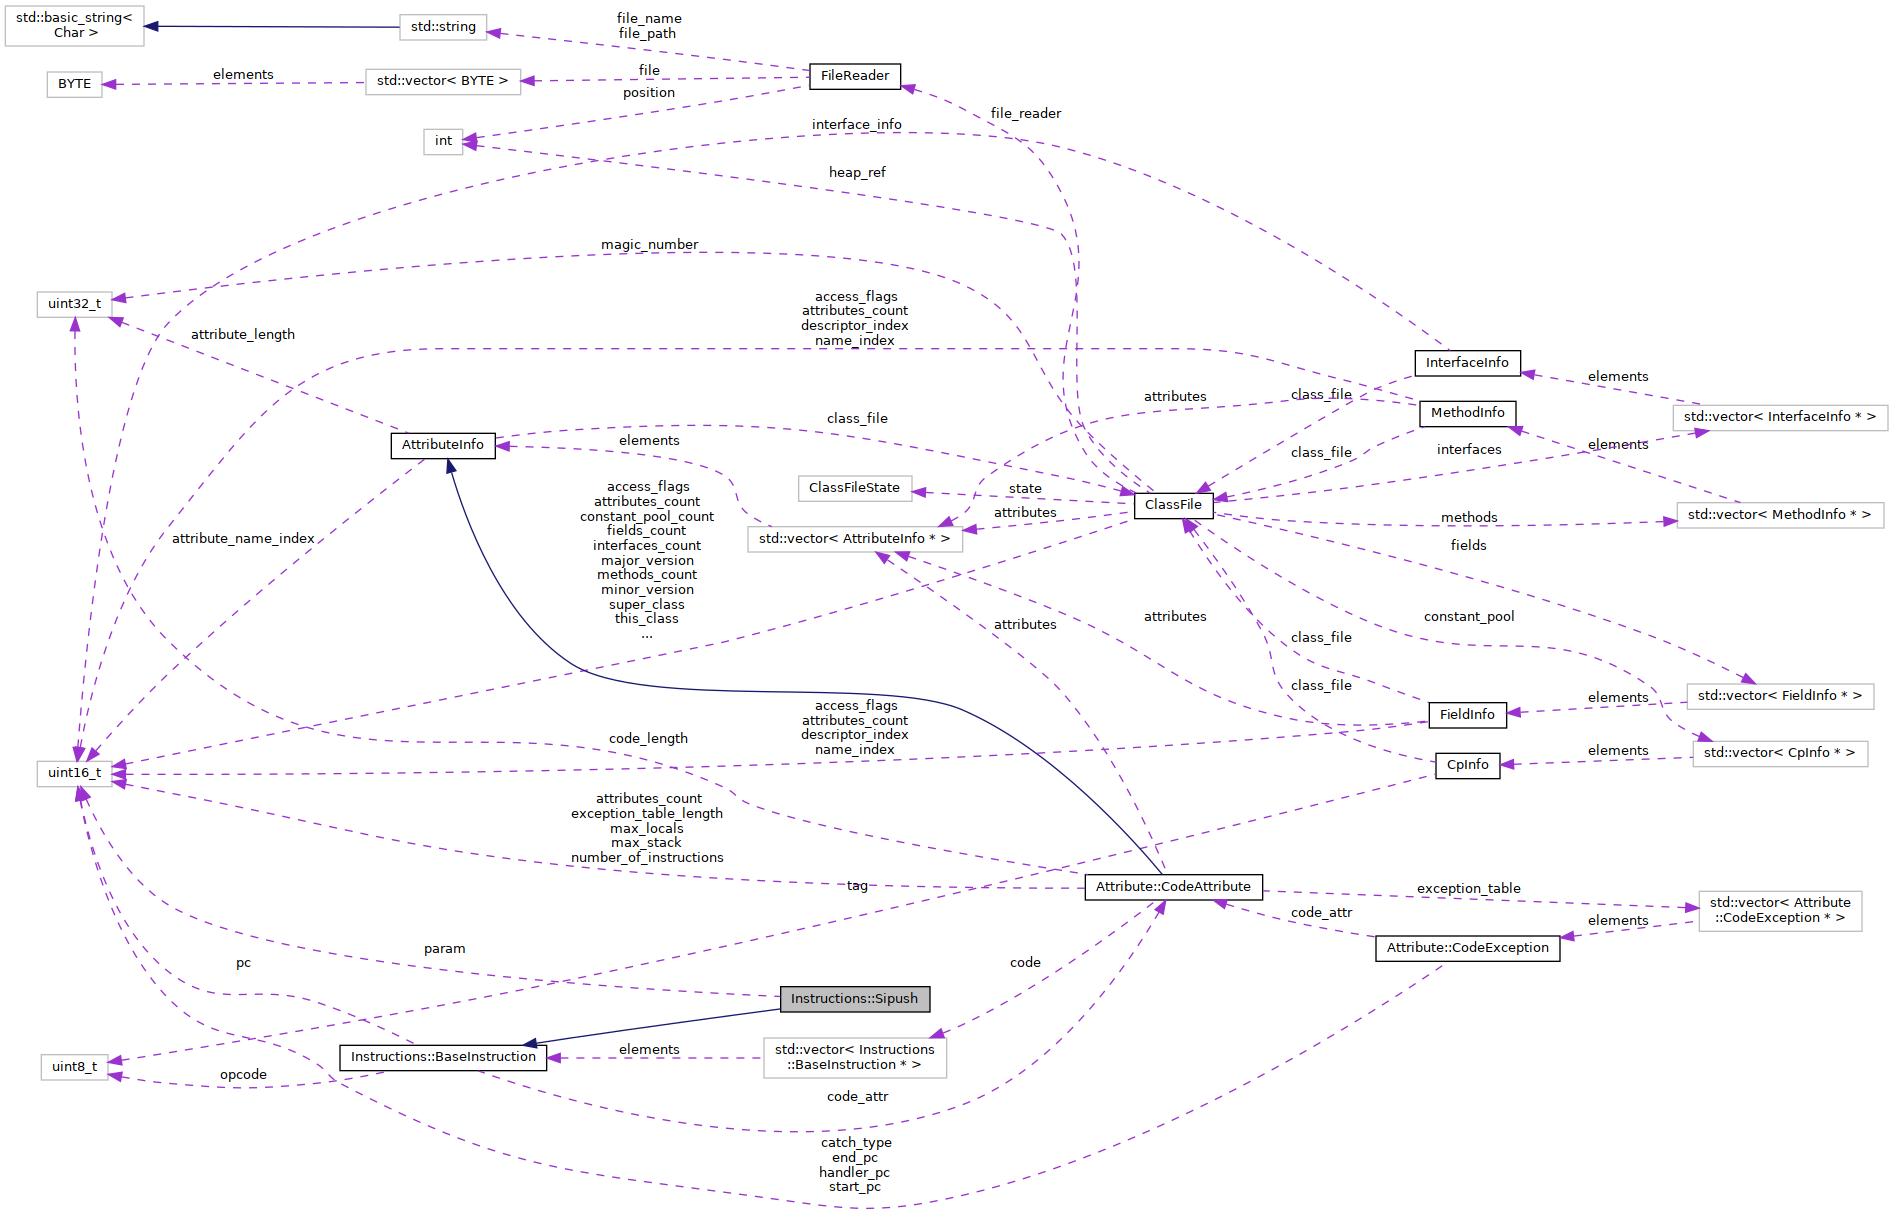 std::basic_string<
Char >
std::string
file_name
file_path
BYTE
elements
std::vector< BYTE >
file
FileReader
position
int
interface_info
file_reader
heap_ref
magic_number
uint32_t
attribute_length
access_flags
attributes_count
descriptor_index
name_index
InterfaceInfo
elements
std::vector< InterfaceInfo * >
attributes
class_file
MethodInfo
AttributeInfo
class_file
elements
class_file
interfaces
elements
ClassFileState
state
ClassFile
attributes
std::vector< AttributeInfo * >
methods
std::vector< MethodInfo * >
fields
attribute_name_index
access_flags
attributes_count
constant_pool_count
fields_count
interfaces_count
major_version
methods_count
minor_version
super_class
this_class
...
attributes
attributes
constant_pool
class_file
class_file
elements
std::vector< FieldInfo * >
FieldInfo
access_flags
attributes_count
descriptor_index
name_index
code_length
elements
std::vector< CpInfo * >
CpInfo
uint16_t
attributes_count
exception_table_length
max_locals
max_stack
number_of_instructions
tag
Attribute::CodeAttribute
exception_table
std::vector< Attribute
::CodeException * >
code_attr
elements
Attribute::CodeException
param
pc
code
Instructions::Sipush
Instructions::BaseInstruction
elements
std::vector< Instructions
::BaseInstruction * >
uint8_t
opcode
code_attr
catch_type
end_pc
handler_pc
start_pc